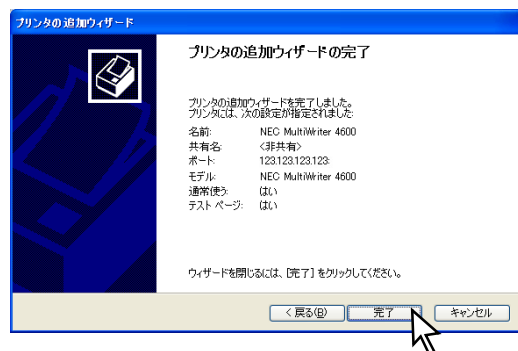 プリンタの追加ウィザード
プリンタの追加ウィザードの完了
プリンタの追加ウィザードを完了しました。
プリンタには、次の設定が指定されました:
名前: NEC MultiWriter 4600
共有名: <非共有>
ポート: 123.123.123.123:
モデル: NEC MultiWriter 4600
通常使う: はい
テスト ページ: はい
ウィザードを閉じるには、[完了] をクリックしてください。
< 戻る(B) 完了 キャンセル